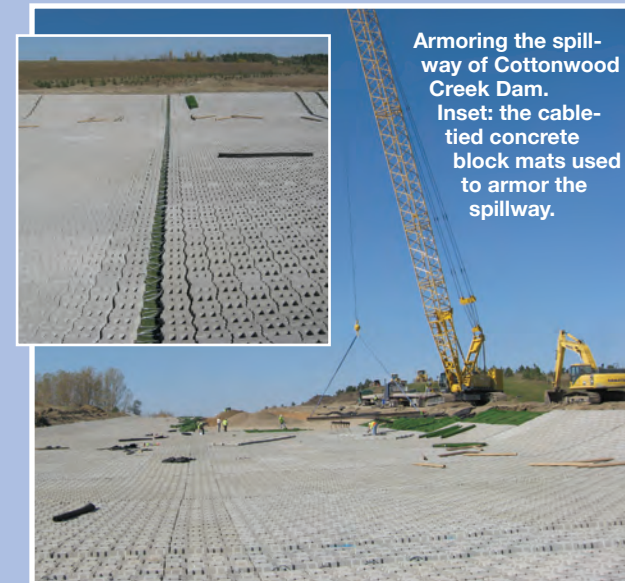 Armoring the spill-
way of Cottonwood
Creek Dam.
Inset: the cable-
tied concrete
block mats used
to armor the
spillway.